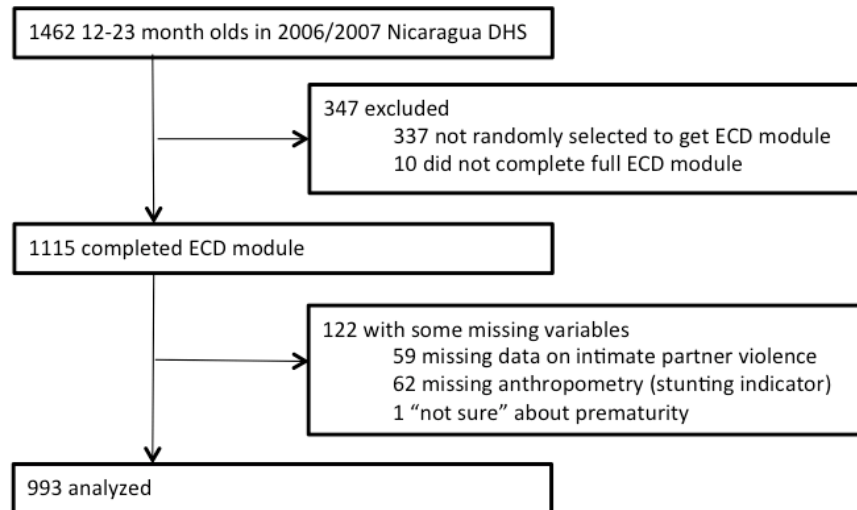 1462 12-23 month olds in 2006/2007 Nicaragua DHS
347 excluded
337 not randomly selected to get ECD module
10 did not complete full ECD module
1115 completed ECD module
122 with some missing variables
59 missing data on intimate partner violence
62 missing anthropometry (stunting indicator)
1 “not sure” about prematurity
993 analyzed